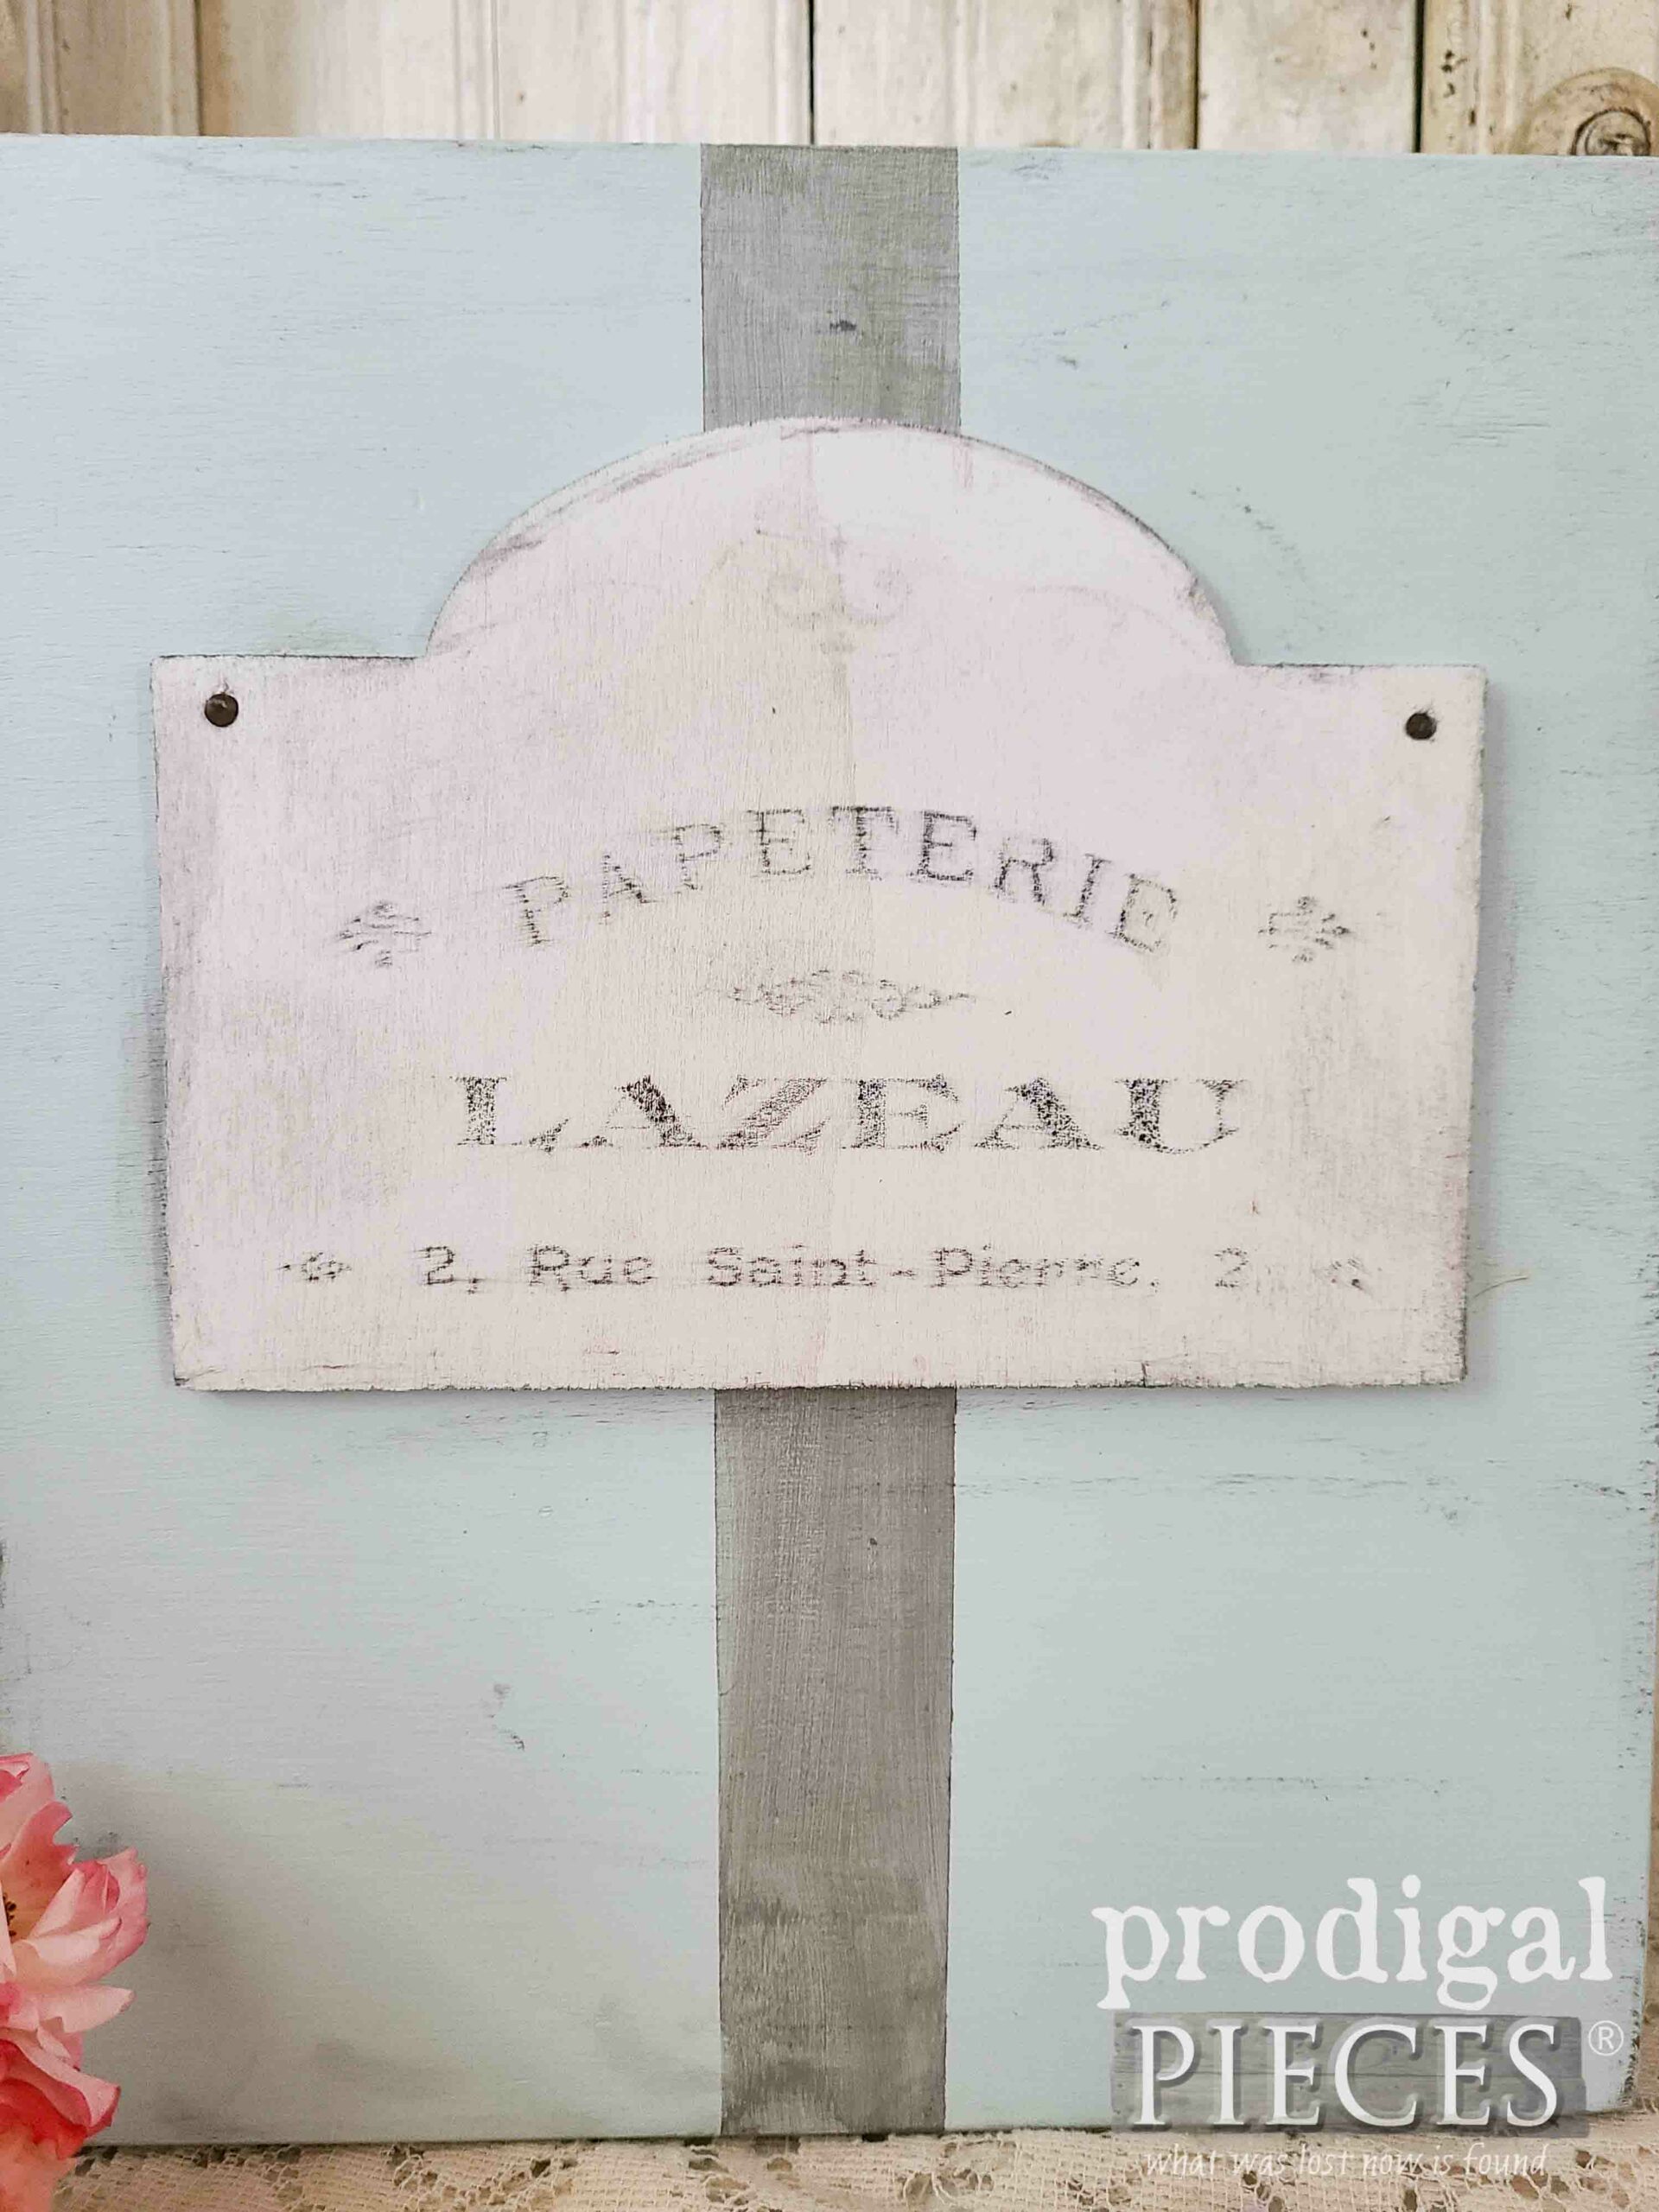 PAPETERIE
LAZEAU
2, Rue Saint-Pierre, 2,
prodigal
PIECES®
what was lost now is found